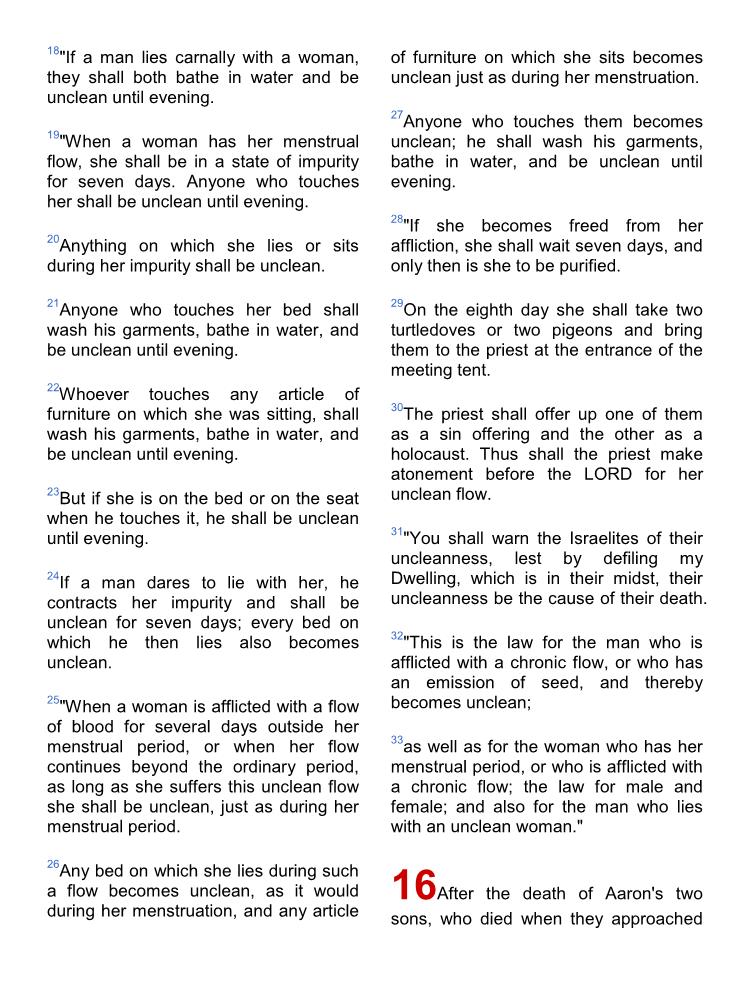 18"If a man lies carnally with a woman,
they shall both bathe in water and be
unclean until evening.
19"When a woman has her menstrual
flow, she shall be in a state of impurity
for seven days. Anyone who touches
her shall be unclean until evening.
20Anything on which she lies or sits
during her impurity shall be unclean.
21Anyone who touches her bed shall
wash his garments, bathe in water, and
be unclean until evening.
22Whoever touches any article of
furniture on which she was sitting, shall
wash his garments, bathe in water, and
be unclean until evening.
23But if she is on the bed or on the seat
when he touches it, he shall be unclean
until evening.
24If a man dares to lie with her, he
contracts her impurity and shall be
unclean for seven days; every bed on
which he then lies also becomes
unclean.
25"When a woman is afflicted with a flow
of blood for several days outside her
menstrual period, or when her flow
continues beyond the ordinary period,
as long as she suffers this unclean flow
she shall be unclean, just as during her
menstrual period.
26Any bed on which she lies during such
a flow becomes unclean, as it would
during her menstruation, and any article
of furniture on which she sits becomes
unclean just as during her menstruation.
27Anyone who touches them becomes
unclean; he shall wash his garments,
bathe in water, and be unclean until
evening.
28"If she becomes freed from her
affliction, she shall wait seven days, and
only then is she to be purified.
29On the eighth day she shall take two
turtledoves or two pigeons and bring
them to the priest at the entrance of the
meeting tent.
30The priest shall offer up one of them
as a sin offering and the other as a
holocaust. Thus shall the priest make
atonement before the LORD for her
unclean flow.
31"You shall warn the Israelites of their
uncleanness, lest by defiling my
Dwelling, which is in their midst, their
uncleanness be the cause of their death.
32"This is the law for the man who is
afflicted with a chronic flow, or who has
an emission of seed, and thereby
becomes unclean;
33as well as for the woman who has her
menstrual period, or who is afflicted with
a chronic flow; the law for male and
female; and also for the man who lies
with an unclean woman."
16After the death of Aaron's two
sons, who died when they approached